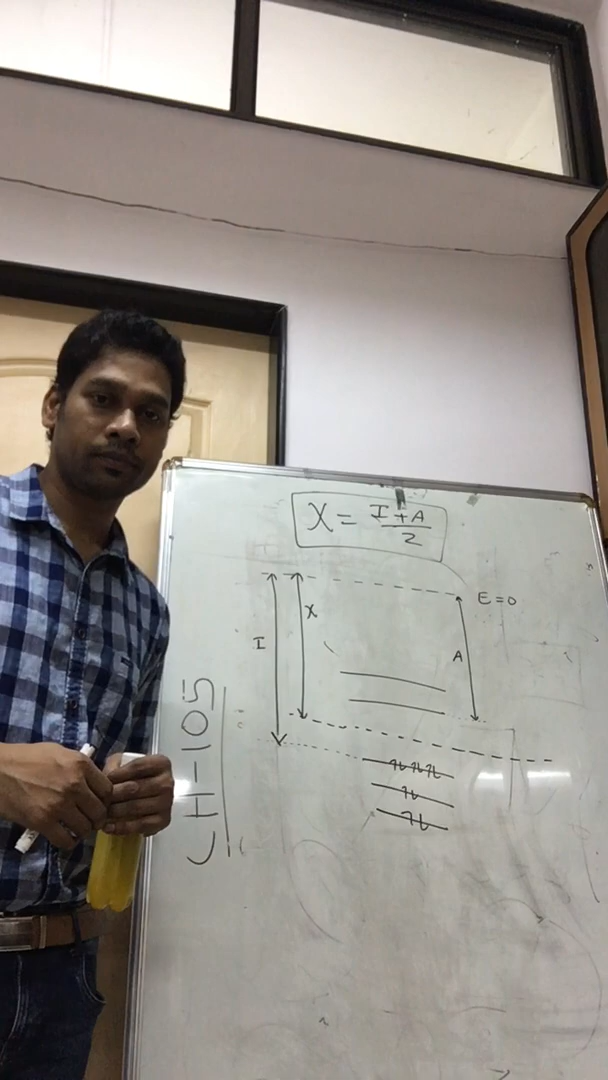 X = I + A / 2
E = 0
I
X
A
CH-105